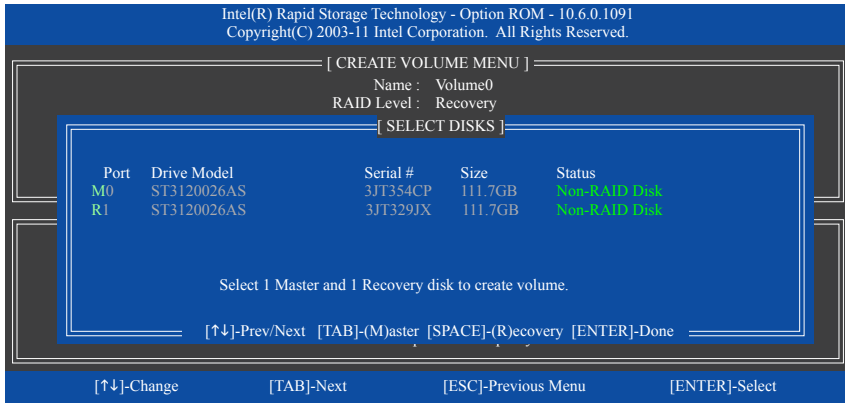 Intel(R) Rapid Storage Technology - Option ROM - 10.6.0.1091
Copyright(C) 2003-11 Intel Corporation.  All Rights Reserved.
[ CREATE VOLUME MENU ]
Name :  Volume0
RAID Level :  Recovery
[ SELECT DISKS ]
Port  Drive Model  Serial #  Size  Status
M0  ST3120026AS  3JT354CP  111.7GB  Non-RAID Disk
R1  ST3120026AS  3JT329JX  111.7GB  Non-RAID Disk
Select 1 Master and 1 Recovery disk to create volume.
[↑↓]-Prev/Next  [TAB]-(M)aster  [SPACE]-(R)ecovery  [ENTER]-Done
[↑↓]-Change  [TAB]-Next  [ESC]-Previous Menu  [ENTER]-Select